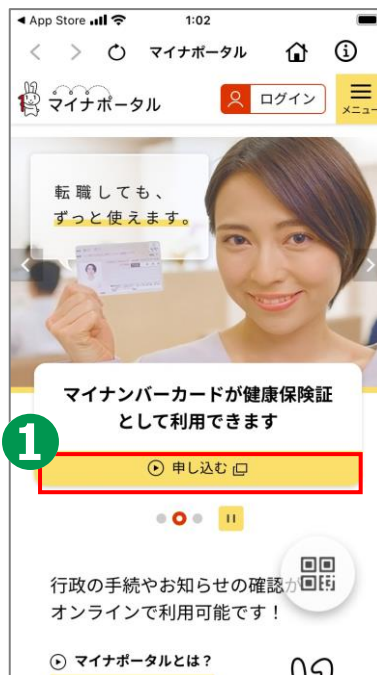 App Store 1:02
マイナポータル
マイナポータル ログイン メニュー
転職しても、
ずっと使えます。
マイナンバーカードが健康保険証
として利用できます
1
申し込む
行政の手続やお知らせの確認が
オンラインで利用可能です！
マイナポータルとは？